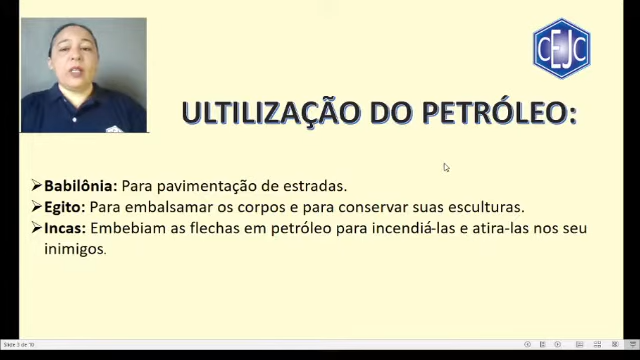 CEJC
ULTILIZAÇÃO DO PETRÓLEO:
➢Babilônia: Para pavimentação de estradas.
➢Egito: Para embalsamar os corpos e para conservar suas esculturas.
➢Incas: Embebiam as flechas em petróleo para incendiá-las e atira-las nos seu
inimigos.
Slide 3 de 10